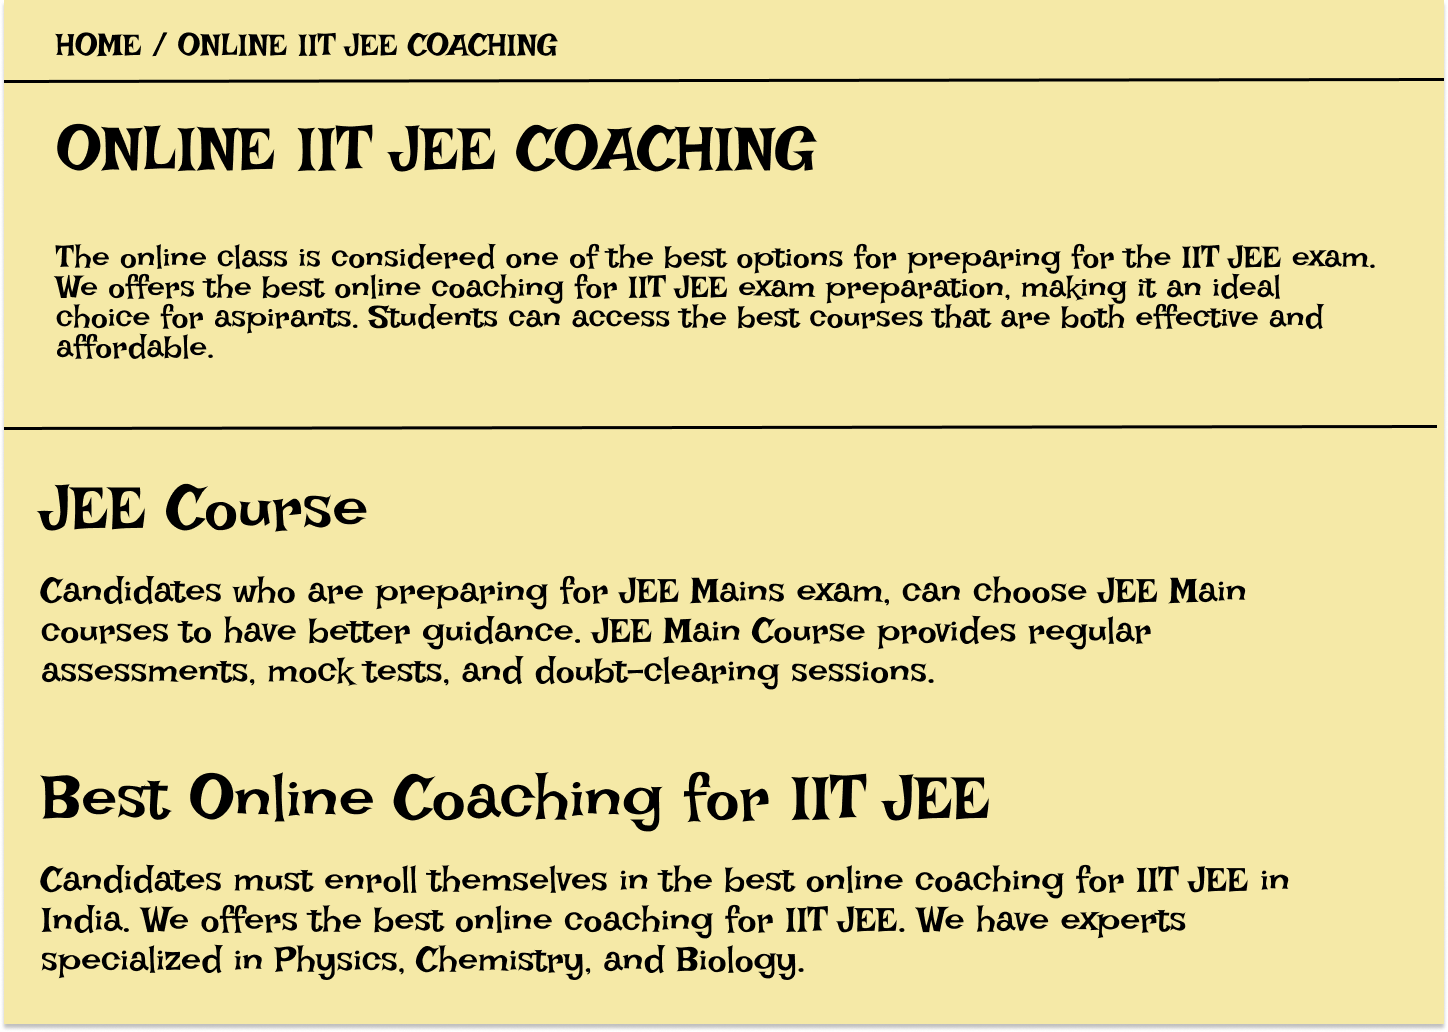 HOME / ONLINE IIT JEE COACHING
ONLINE IIT JEE COACHING
The online class is considered one of the best options for preparing for the IIT JEE exam.
We offers the best online coaching for IIT JEE exam preparation, making it an ideal
choice for aspirants. Students can access the best courses that are both effective and
affordable.
JEE Course
Candidates who are preparing for JEE Mains exam, can choose JEE Main
courses to have better guidance. JEE Main Course provides regular
assessments, mock tests, and doubt-clearing sessions.
Best Online Coaching for IIT JEE
Candidates must enroll themselves in the best online coaching for IIT JEE in
India. We offers the best online coaching for IIT JEE. We have experts
specialized in Physics, Chemistry, and Biology.